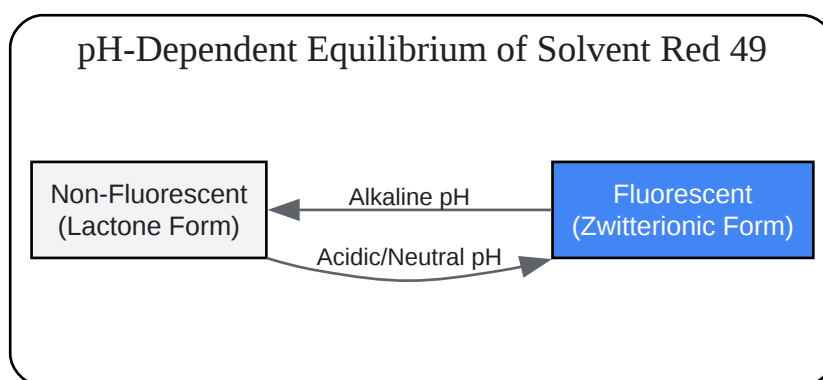 pH-Dependent Equilibrium of Solvent Red 49
Non-Fluorescent
(Lactone Form)
Alkaline pH
Acidic/Neutral pH
Fluorescent
(Zwitterionic Form)